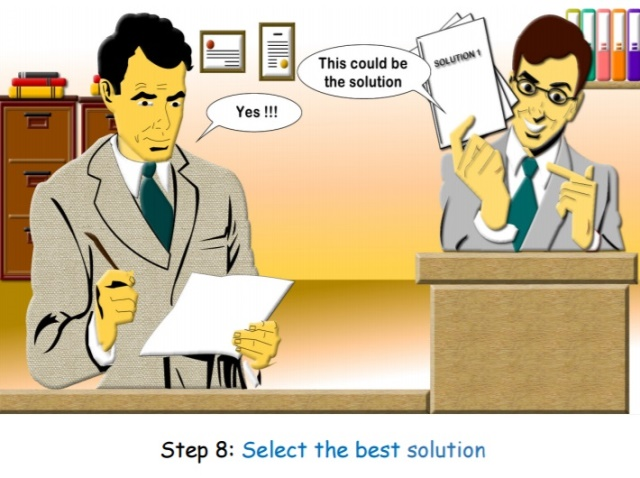 This could be
the solution
SOLUTION 1
Yes !!!
Step 8: Select the best solution